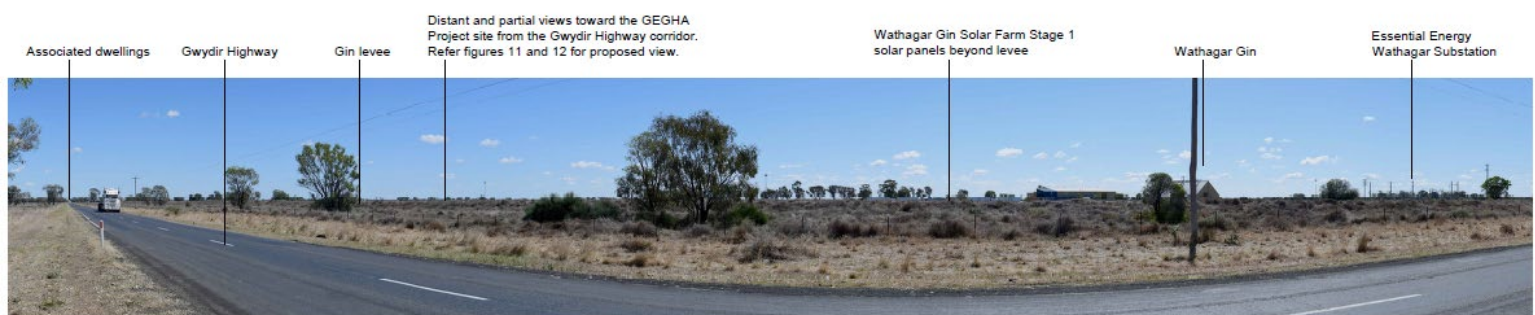 Associated dwellings
Gwydir Highway
Gin levee
Distant and partial views toward the GEGHA
Project site from the Gwydir Highway corridor.
Refer figures 11 and 12 for proposed view.
Wathagar Gin Solar Farm Stage 1
solar panels beyond levee
Wathagar Gin
Essential Energy
Wathagar Substation